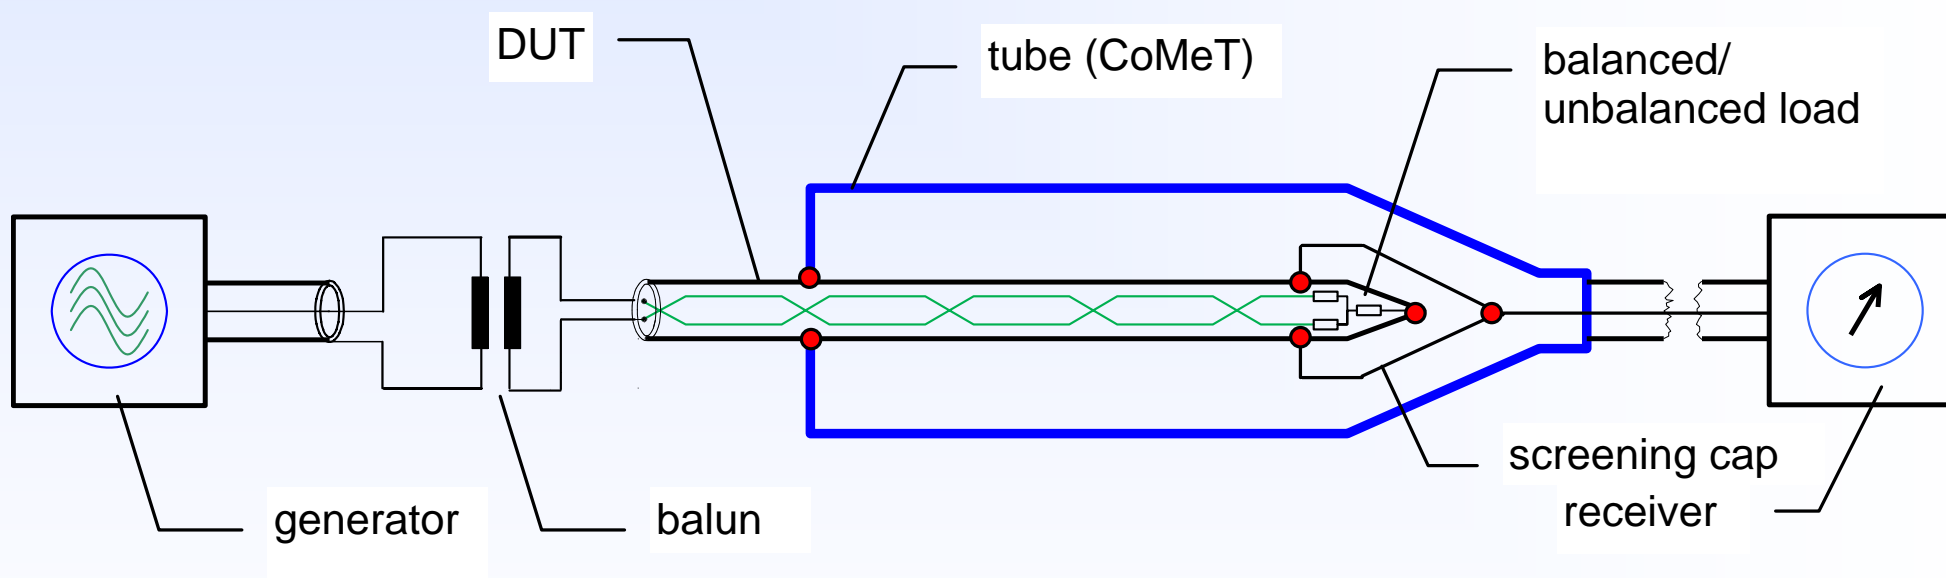 DUT
tube (CoMeT)
balanced/
unbalanced load
generator
balun
screening cap
receiver